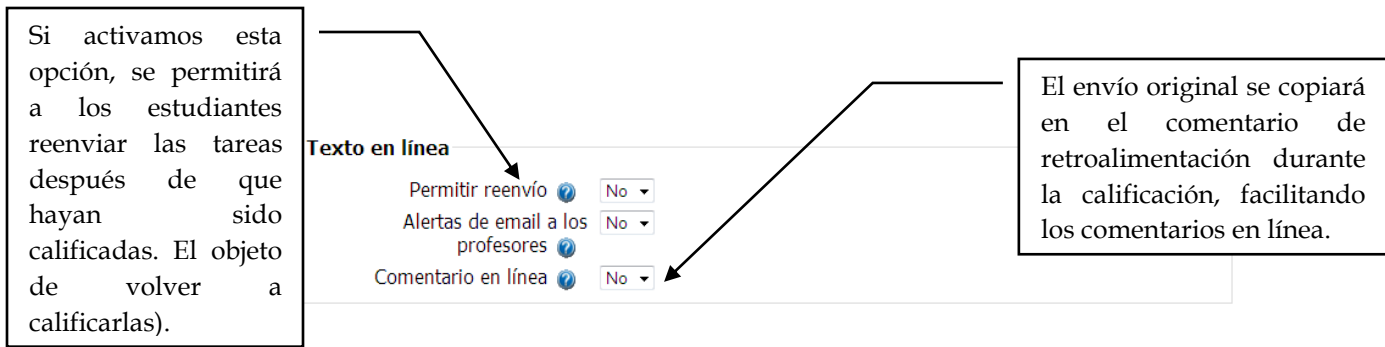 Si activamos esta
opción, se permitirá
a los estudiantes
reenviar las tareas
después de que
hayan sido
calificadas. El objeto
de volver a
calificarlas).
El envío original se copiará
en el comentario de
retroalimentación durante
la calificación, facilitando
los comentarios en línea.
Texto en línea
Permitir reenvío No
Alertas de email a los No
profesores
Comentario en línea No